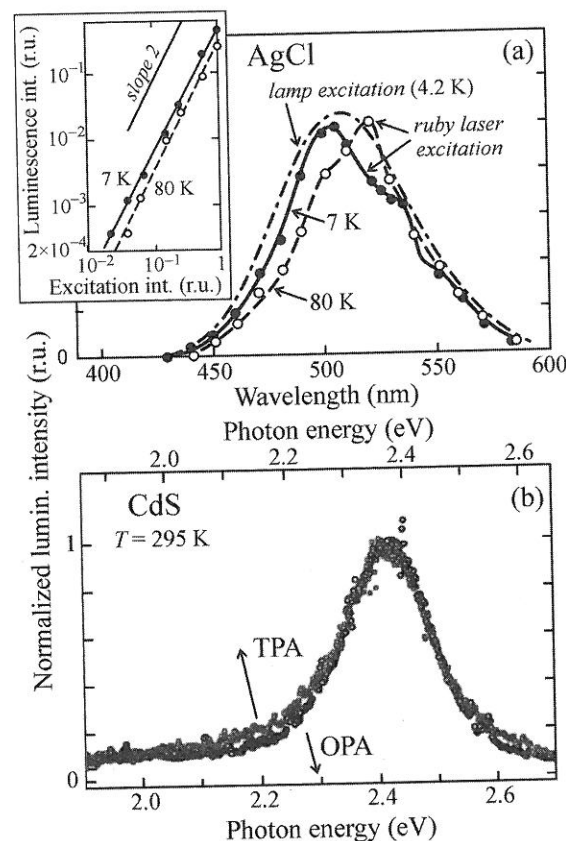 AgCl
(a)
lamp excitation (4.2 K)
ruby laser
excitation
7 K
80 K
Luminescence int. (r.u.)
10⁻¹
10⁻²
10⁻³
2×10⁻⁴
slope 2
7 K
80 K
10⁻² 10⁻¹ 1
Excitation int. (r.u.)
0
400 450 500 550 600
Wavelength (nm)
Normalized lumin. intensity (r.u.)
Photon energy (eV)
2.0 2.2 2.4 2.6
CdS
(b)
T = 295 K
1
TPA
OPA
0
2.0 2.2 2.4 2.6
Photon energy (eV)